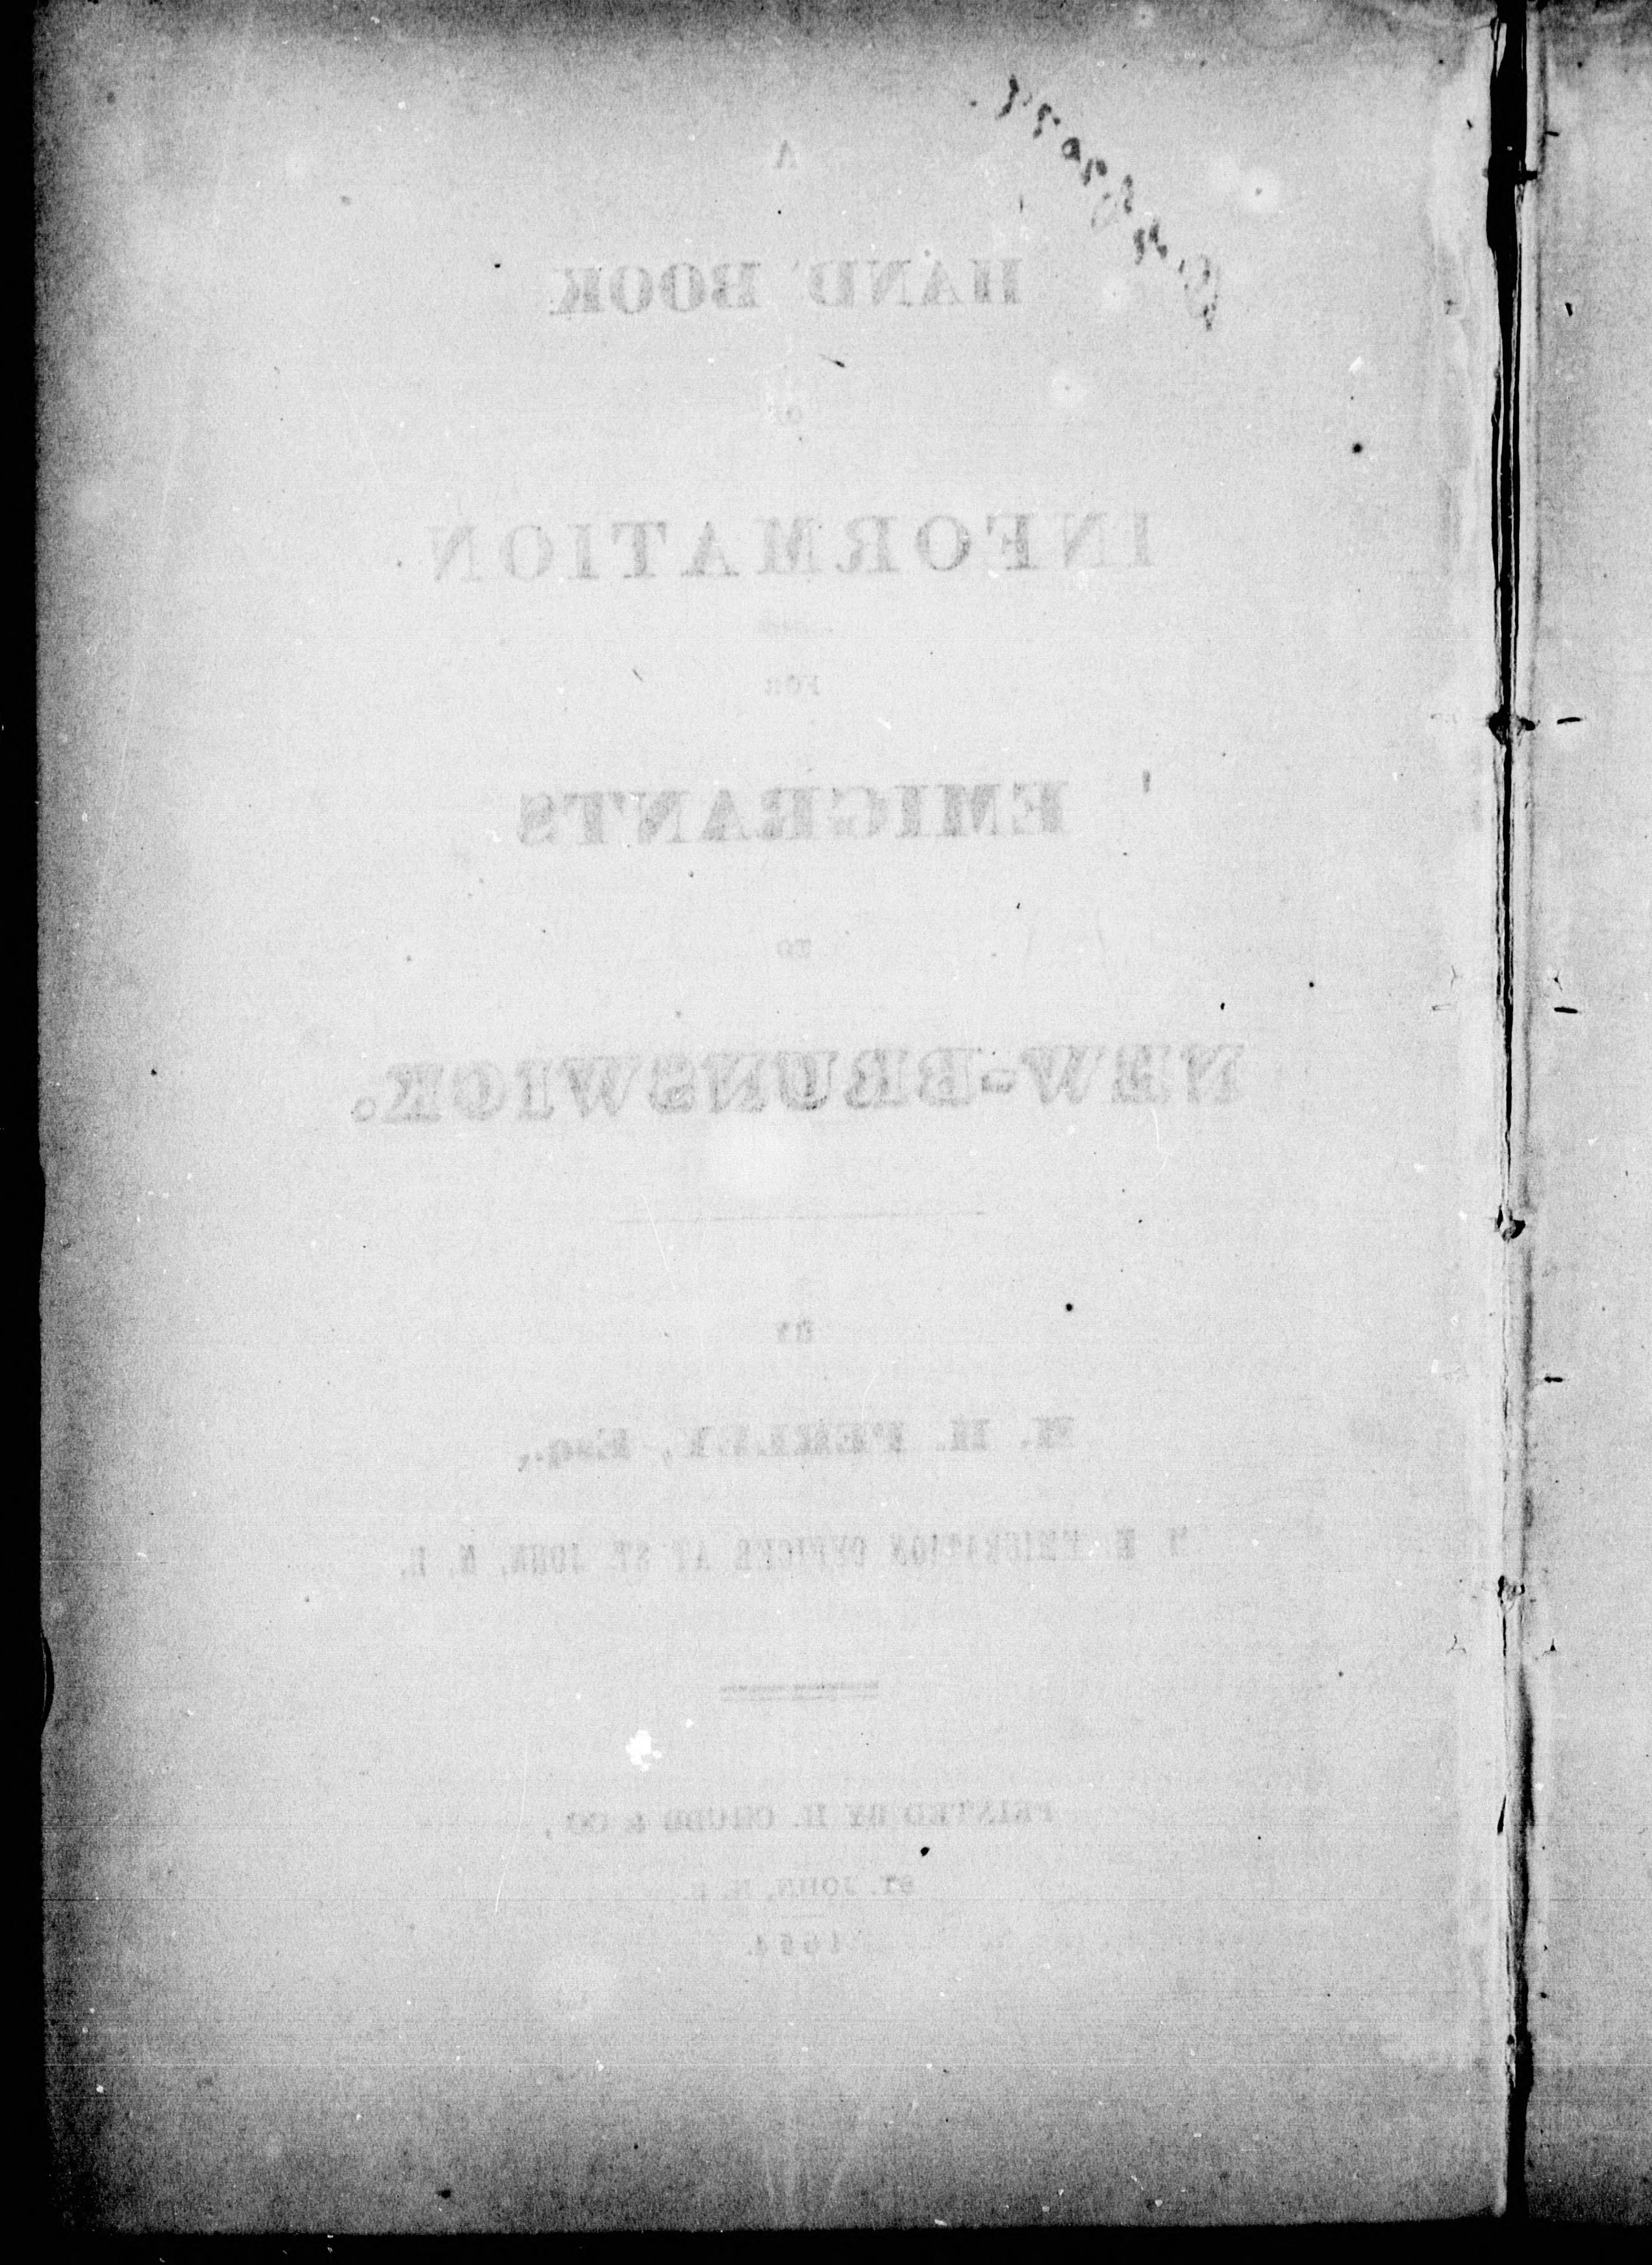 A
HAND BOOK
OF
INFORMATION
FOR
EMIGRANTS
TO
NEW-BRUNSWICK.
BY
M. H. PERLEY, Esq.,
H. M. EMIGRATION OFFICER AT ST. JOHN, N. B.
PRINTED BY H. CHUBB & CO.,
ST. JOHN, N. B.
1854.